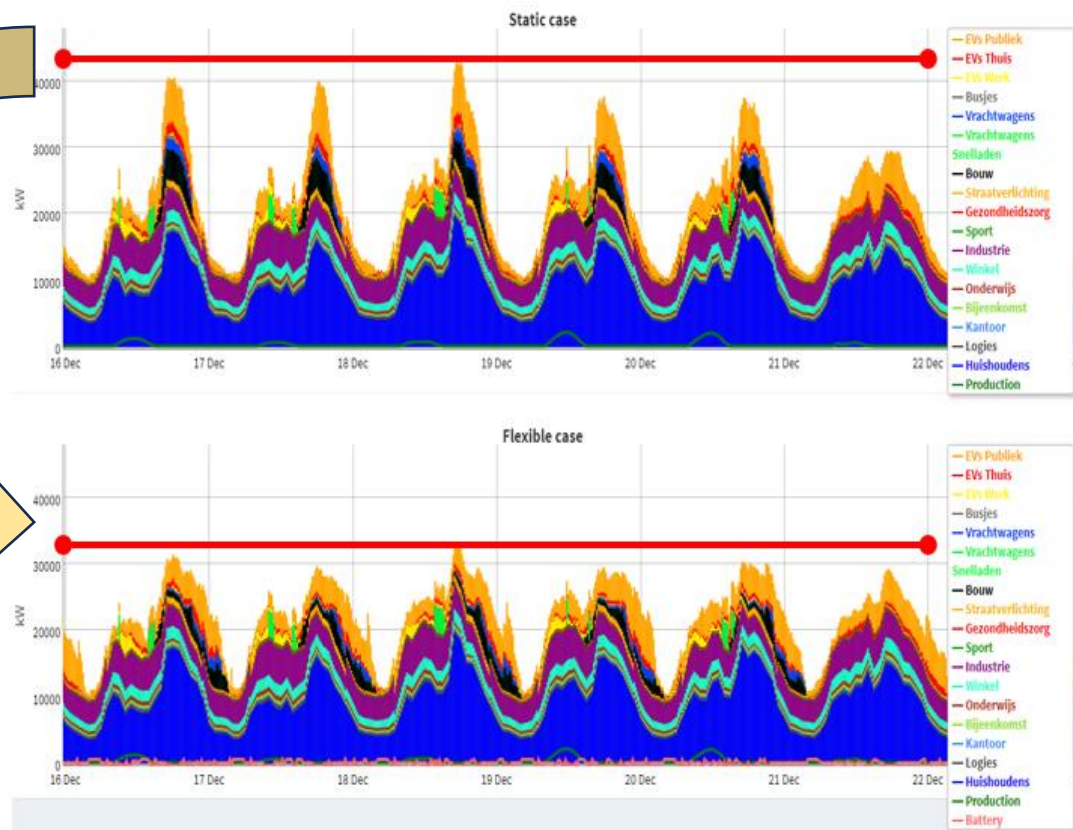 Static case
40000
30000
20000
10000
0
kW
16 Dec
17 Dec
18 Dec
19 Dec
20 Dec
21 Dec
22 Dec
EVs Publiek
EVs Thuis
EVs Werk
Busjes
Vrachtwagens
Vrachtwagens
Snelladen
Bouw
Straatverlichting
Gezondheidszorg
Sport
Industrie
Winkel
Onderwijs
Bijeenkomst
Kantoor
Logies
Huishoudens
Production
Flexible case
40000
30000
20000
10000
0
kW
16 Dec
17 Dec
18 Dec
19 Dec
20 Dec
21 Dec
22 Dec
EVs Publiek
EVs Thuis
EVs Werk
Busjes
Vrachtwagens
Vrachtwagens
Snelladen
Bouw
Straatverlichting
Gezondheidszorg
Sport
Industrie
Winkel
Onderwijs
Bijeenkomst
Kantoor
Logies
Huishoudens
Production
Battery